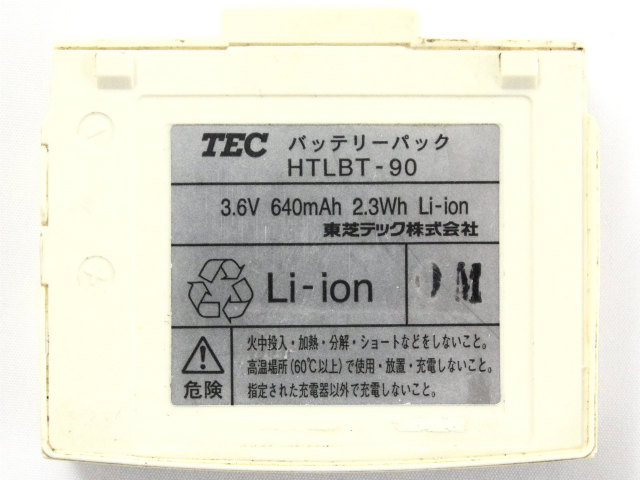 TEC バッテリーパック
HTLBT-90
3.6V 640mAh 2.3Wh Li-ion
東芝テック株式会社
Li-ion
M
危険
火中投入・加熱・分解・ショートなどをしないこと。
高温場所(60℃以上)で使用・放置・充電しないこと。
指定された充電器以外で充電しないこと。